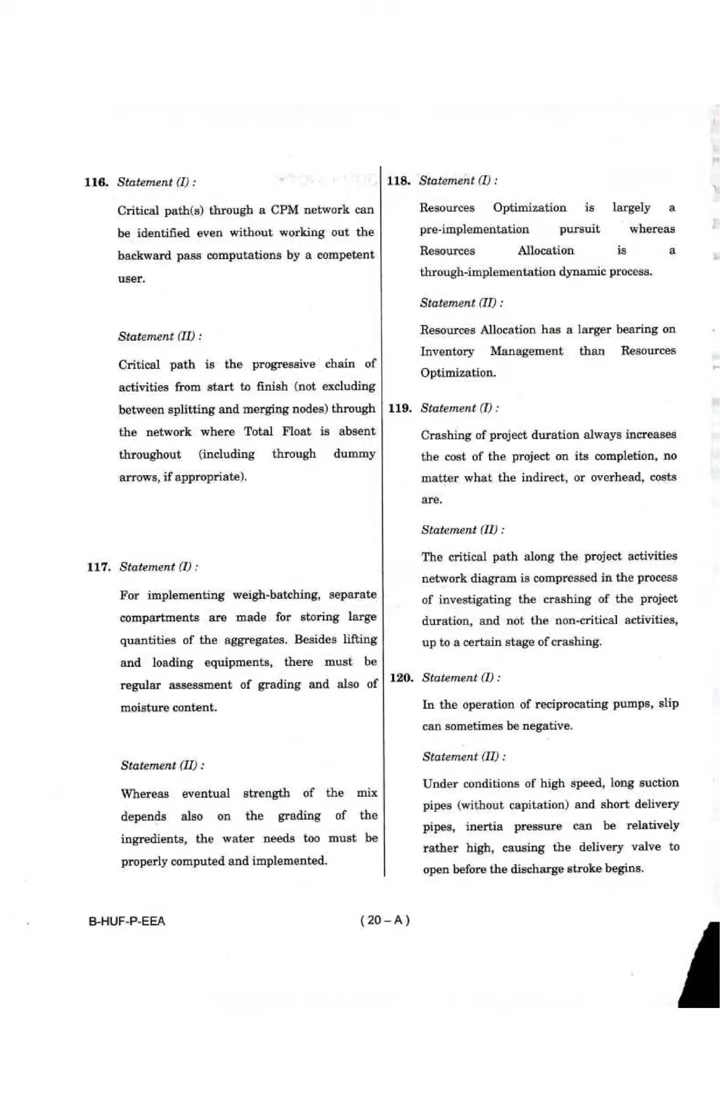 116. Statement (I) :
Critical path(s) through a CPM network can
be identified even without working out the
backward pass computations by a competent
user.
Statement (II) :
Critical path is the progressive chain of
activities from start to finish (not excluding
between splitting and merging nodes) through
the network where Total Float is absent
throughout (including through dummy
arrows, if appropriate).
117. Statement (I) :
For implementing weigh-batching, separate
compartments are made for storing large
quantities of the aggregates. Besides lifting
and loading equipments, there must be
regular assessment of grading and also of
moisture content.
Statement (II) :
Whereas eventual strength of the mix
depends also on the grading of the
ingredients, the water needs too must be
properly computed and implemented.
118. Statement (I) :
Resources Optimization is largely a
pre-implementation pursuit whereas
Resources Allocation is a
through-implementation dynamic process.
Statement (II) :
Resources Allocation has a larger bearing on
Inventory Management than Resources
Optimization.
119. Statement (I) :
Crashing of project duration always increases
the cost of the project on its completion, no
matter what the indirect, or overhead, costs
are.
Statement (II) :
The critical path along the project activities
network diagram is compressed in the process
of investigating the crashing of the project
duration, and not the non-critical activities,
up to a certain stage of crashing.
120. Statement (I) :
In the operation of reciprocating pumps, slip
can sometimes be negative.
Statement (II) :
Under conditions of high speed, long suction
pipes (without capitation) and short delivery
pipes, inertia pressure can be relatively
rather high, causing the delivery valve to
open before the discharge stroke begins.
B-HUF-P-EEA
( 20 – A )